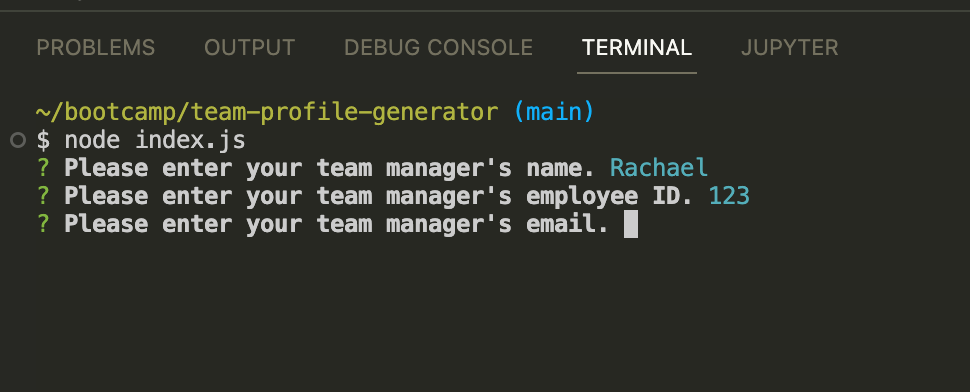 PROBLEMS OUTPUT DEBUG CONSOLE TERMINAL JUPYTER
~/bootcamp/team-profile-generator (main)
$ node index.js
? Please enter your team manager's name. Rachael
? Please enter your team manager's employee ID. 123
? Please enter your team manager's email.